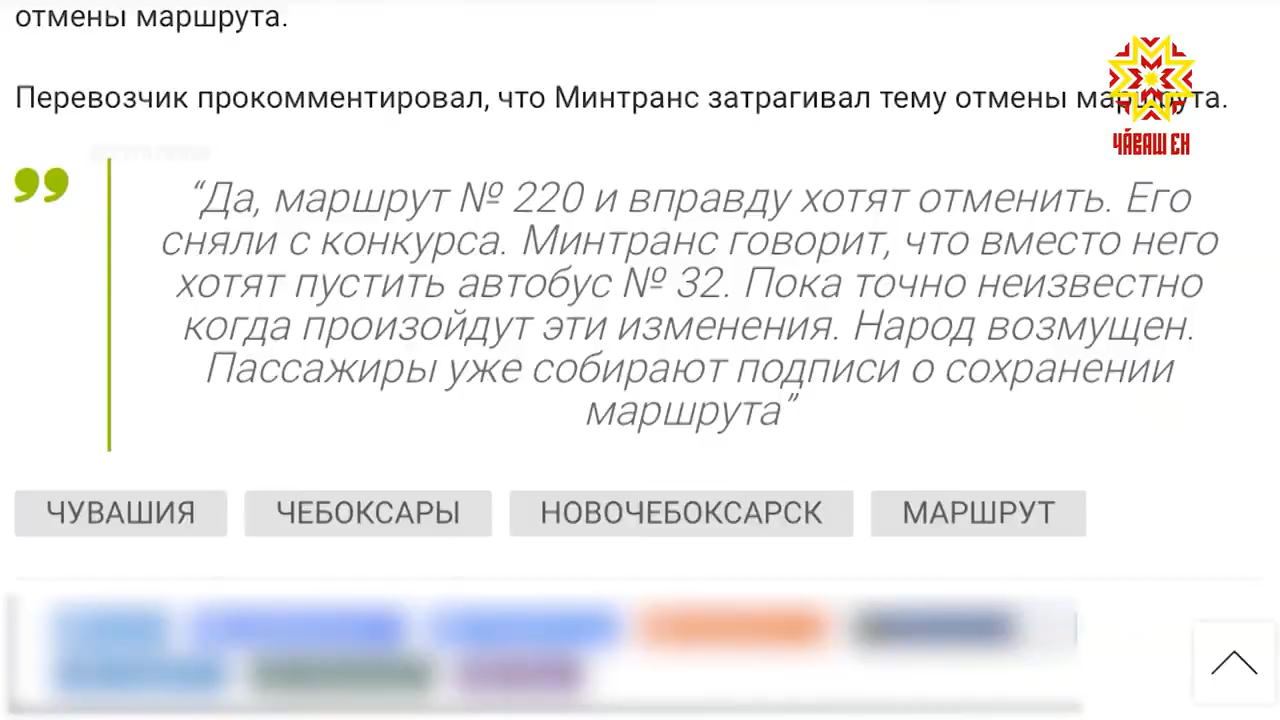 отмены маршрута.
Перевозчик прокомментировал, что Минтранс затрагивал тему отмены маршрута.
ЧӐВАШ ЕН
“Да, маршрут № 220 и вправду хотят отменить. Его
сняли с конкурса. Минтранс говорит, что вместо него
хотят пустить автобус № 32. Пока точно неизвестно
когда произойдут эти изменения. Народ возмущен.
Пассажиры уже собирают подписи о сохранении
маршрута”
ЧУВАШИЯ ЧЕБОКСАРЫ НОВОЧЕБОКСАРСК МАРШРУТ